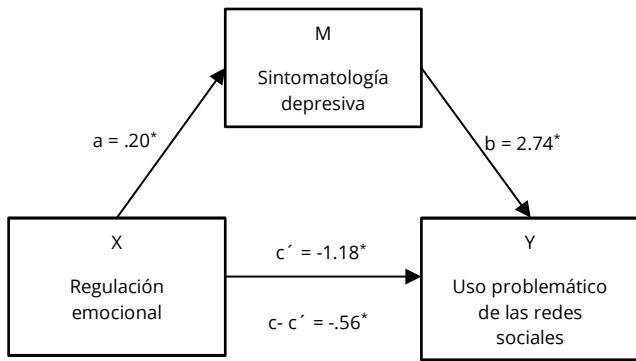 M
Sintomatología
depresiva
a = .20*
b = 2.74*
X
Regulación
emocional
c´ = -1.18*
c- c´ = -.56*
Y
Uso problemático
de las redes
sociales